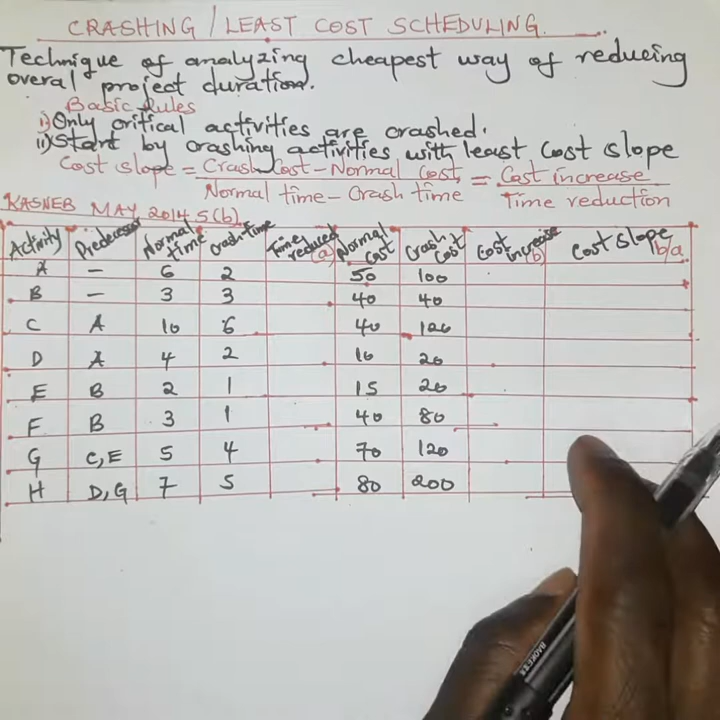 CRASHING / LEAST COST SCHEDULING
Technique of analyzing cheapest way of reducing
overal project duration.
Basic Rules
i) Only critical activities are crashed.
ii) Start by crashing activities with least cost slope
Cost slope = Crash Cost - Normal Cost = Cost increase
Normal time - Crash time Time reduction
KASNEB MAY 2014 5(b)
Activity Predecessor Normal time Crash time Time reduced (a) Normal Cost Crash Cost Cost increase (b) Cost slope b/a
A - 6 2 50 100
B - 3 3 40 40
C A 10 6 40 120
D A 4 2 10 20
E B 2 1 15 20
F B 3 1 40 80
G C,E 5 4 70 120
H D,G 7 5 80 200